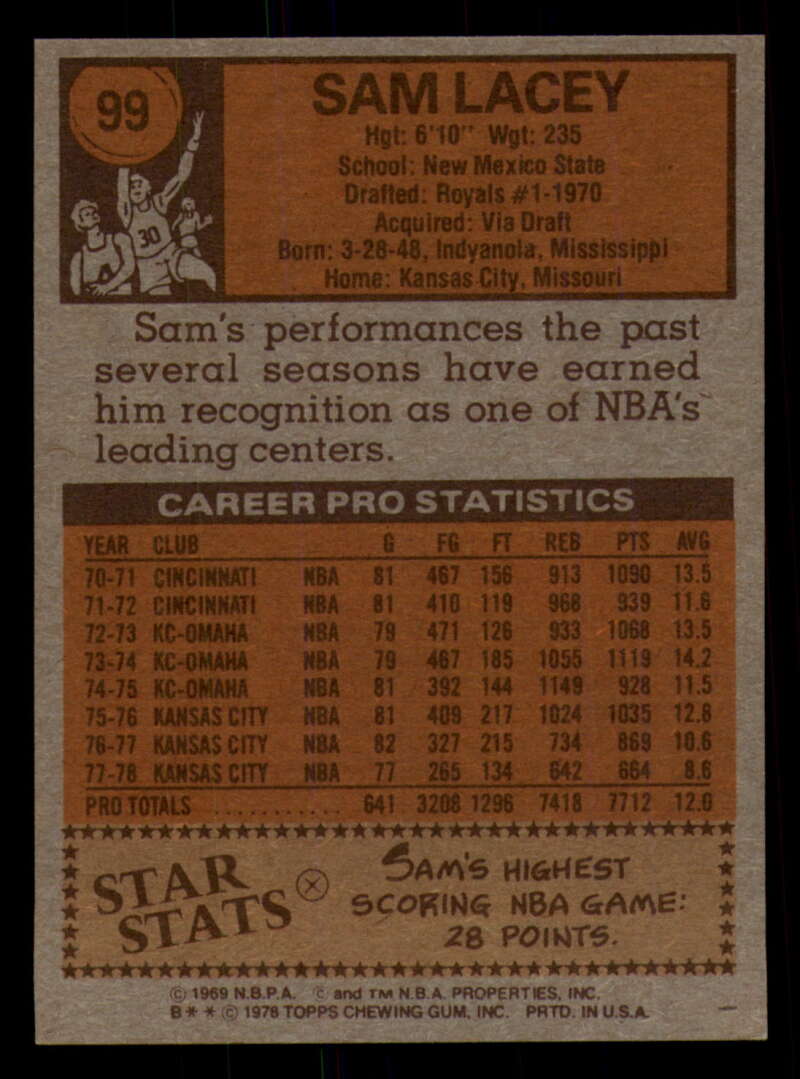 99
SAM LACEY
Hgt: 6'10" Wgt: 235
School: New Mexico State
Drafted: Royals #1-1970
Acquired: Via Draft
Born: 3-28-48, Indyanola, Mississippi
Home: Kansas City, Missouri
30
4
Sam's performances the past
several seasons have earned
him recognition as one of NBA's
leading centers.
CAREER PRO STATISTICS
YEAR CLUB G FG FT REB PTS AVG
70-71 CINCINNATI NBA 81 467 156 913 1090 13.5
71-72 CINCINNATI NBA 81 410 119 968 939 11.6
72-73 KC-OMAHA NBA 79 471 126 933 1068 13.5
73-74 KC-OMAHA NBA 79 467 185 1055 1119 14.2
74-75 KC-OMAHA NBA 81 392 144 1149 928 11.5
75-76 KANSAS CITY NBA 81 409 217 1024 1035 12.8
76-77 KANSAS CITY NBA 82 327 215 734 869 10.6
77-78 KANSAS CITY NBA 77 265 134 642 664 8.6
PRO TOTALS ........... 641 3208 1296 7418 7712 12.0
STAR STATS
SAM'S HIGHEST
SCORING NBA GAME:
28 POINTS.
© 1969 N.B.P.A. © and TM N.B.A. PROPERTIES, INC.
B** © 1978 TOPPS CHEWING GUM, INC. PRTD. IN U.S.A.